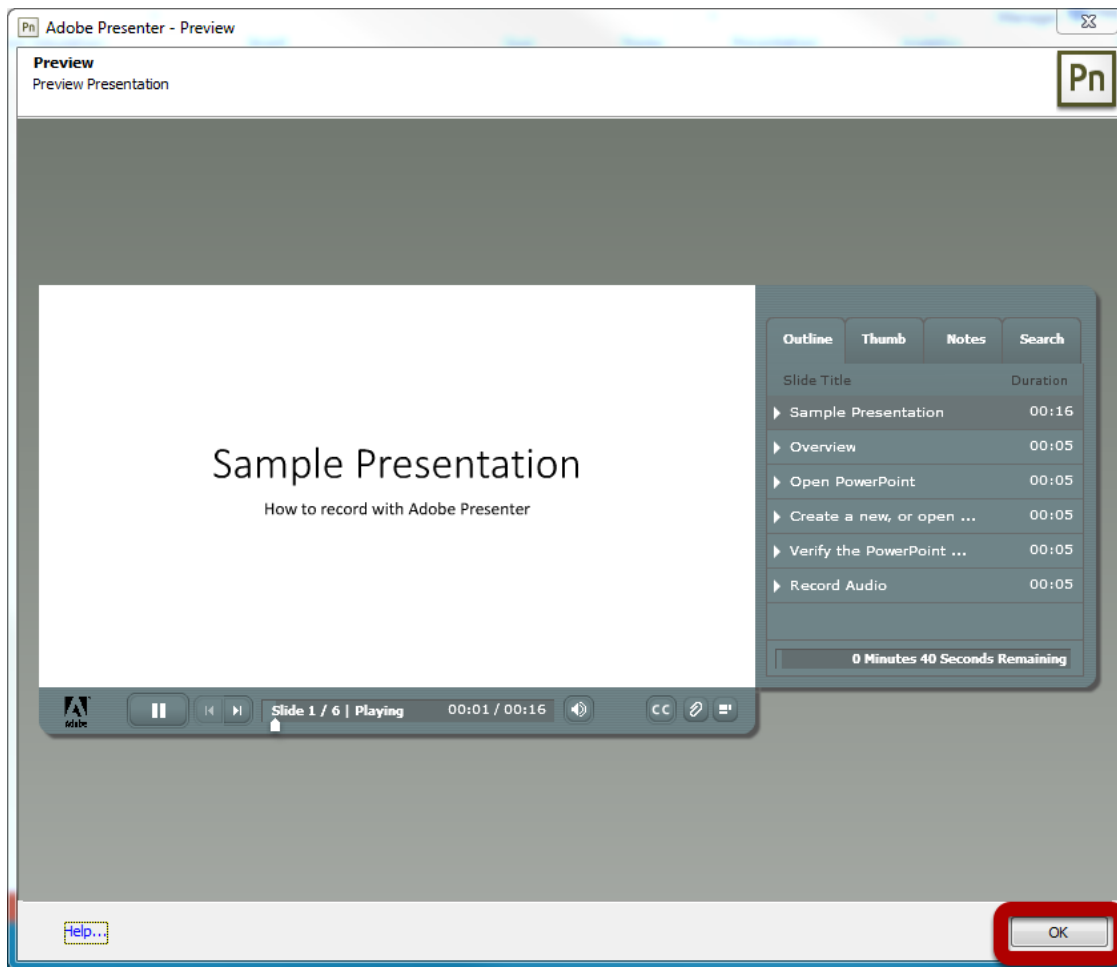 Pn Adobe Presenter - Preview
Preview
Preview Presentation
Pn
Sample Presentation
How to record with Adobe Presenter
Outline Thumb Notes Search
Slide Title Duration
Sample Presentation 00:16
Overview 00:05
Open PowerPoint 00:05
Create a new, or open ... 00:05
Verify the PowerPoint ... 00:05
Record Audio 00:05
0 Minutes 40 Seconds Remaining
Adobe
Slide 1 / 6 | Playing 00:01 / 00:16
CC
Help...
OK